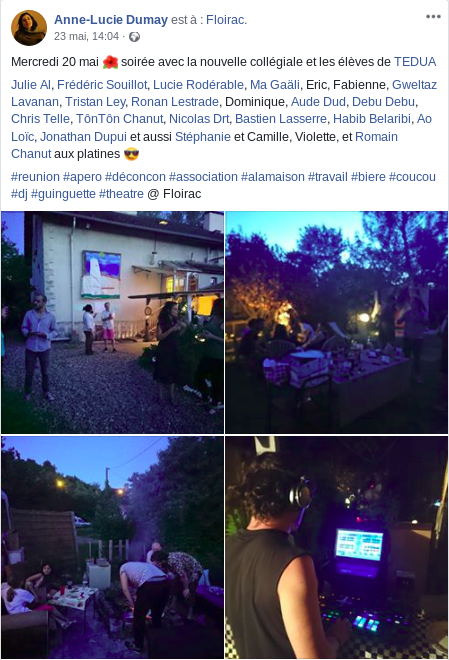 Anne-Lucie Dumay est à : Floirac.
23 mai, 14:04 ·
Mercredi 20 mai 🌺 soirée avec la nouvelle collégiale et les élèves de TEDUA
Julie Al, Frédéric Souillot, Lucie Rodérable, Ma Gaäli, Eric, Fabienne, Gweltaz
Lavanan, Tristan Ley, Ronan Lestrade, Dominique, Aude Dud, Debu Debu,
Chris Telle, TônTôn Chanut, Nicolas Drt, Bastien Lasserre, Habib Belaribi, Ao
Loïc, Jonathan Dupui et aussi Stéphanie et Camille, Violette, et Romain
Chanut aux platines 😎
#reunion #apero #déconcon #association #alamaison #travail #biere #coucou
#dj #guinguette #theatre @ Floirac